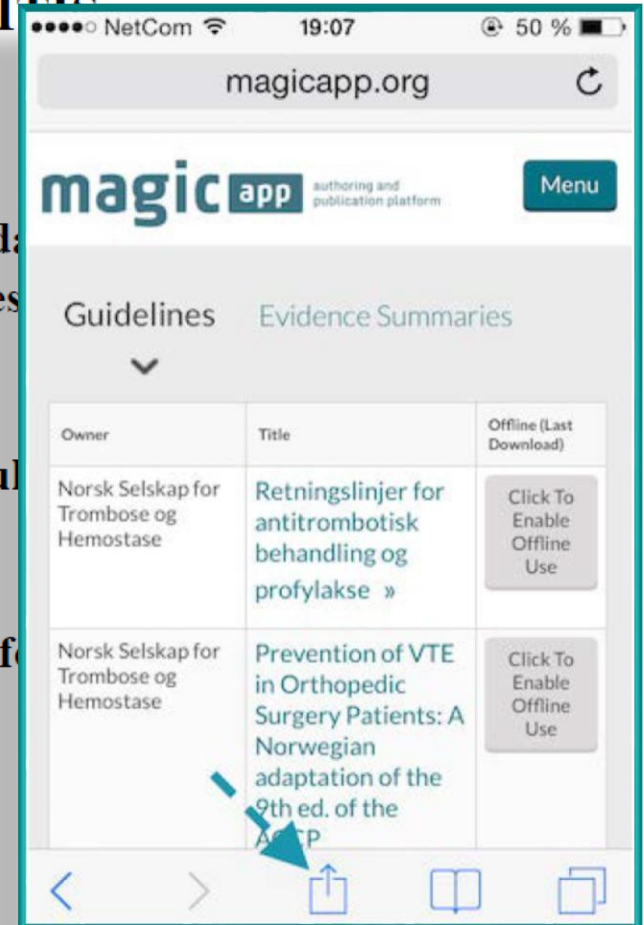 NetCom 19:07 50 %
magicapp.org
magic app authoring and
publication platform
Menu
Guidelines Evidence Summaries
Owner Title Offline (Last
Download)
Norsk Selskap for
Trombose og
Hemostase
Retningslinjer for
antitrombotisk
behandling og
profylakse »
Click To
Enable
Offline
Use
Norsk Selskap for
Trombose og
Hemostase
Prevention of VTE
in Orthopedic
Surgery Patients: A
Norwegian
adaptation of the
9th ed. of the
Click To
Enable
Offline
Use